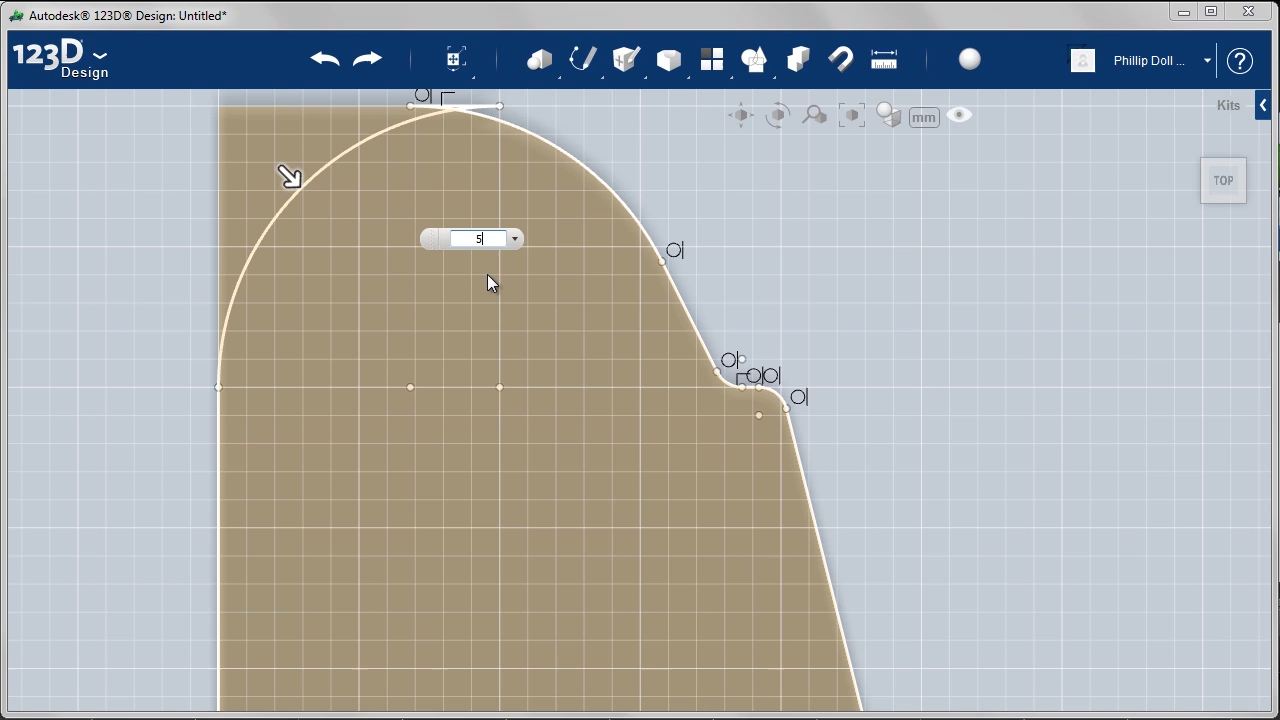 Autodesk® 123D® Design: Untitled*
123D
Design
Phillip Doll ...
?
Kits
mm
TOP
5